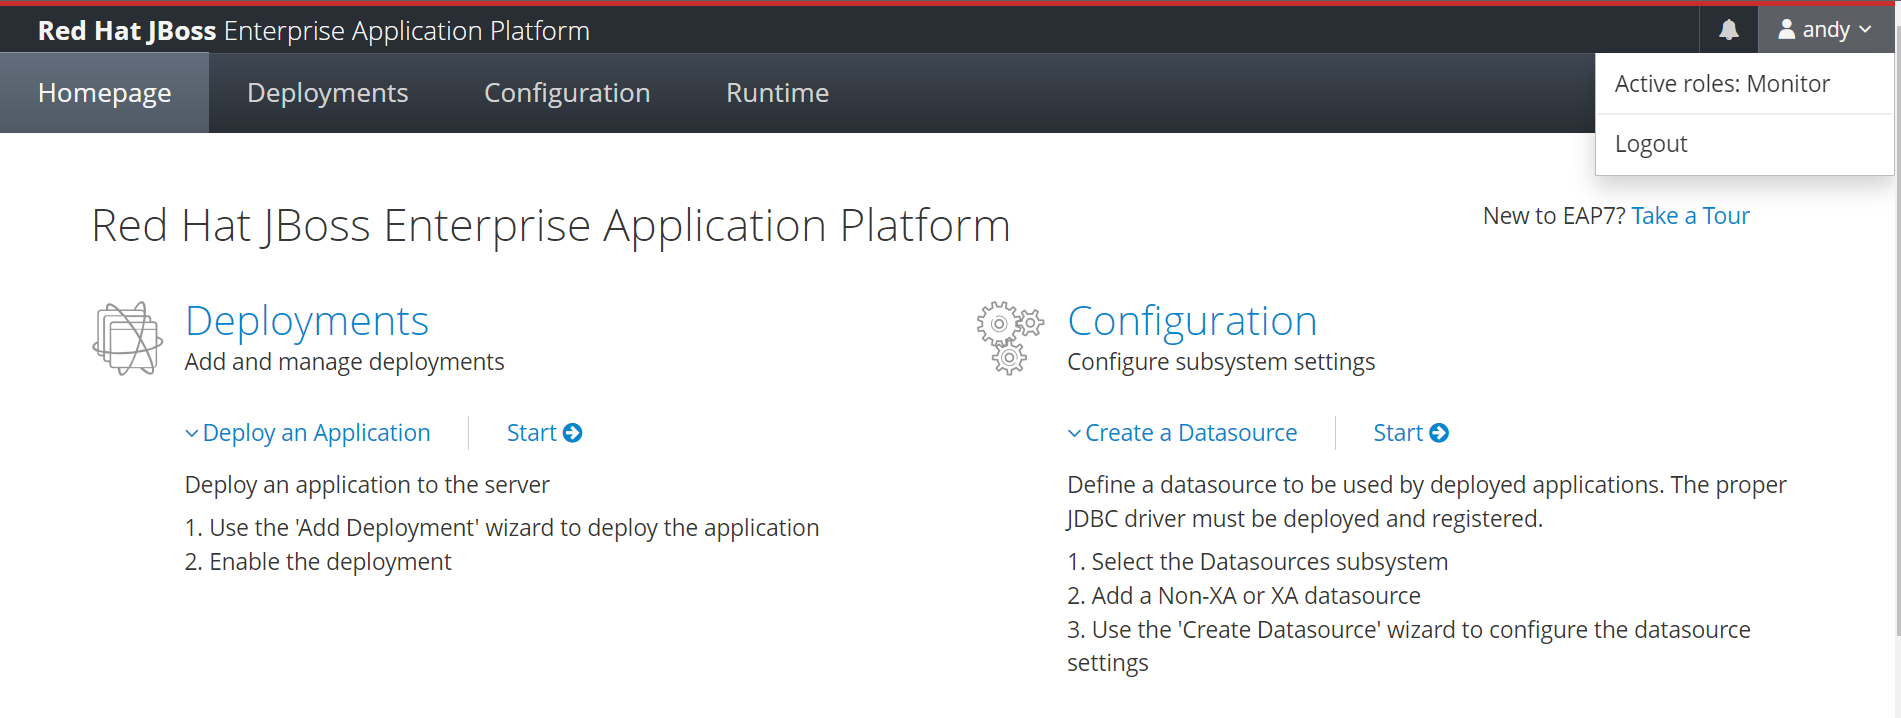 Red Hat JBoss Enterprise Application Platform
andy
Homepage
Deployments
Configuration
Runtime
Active roles: Monitor
Logout
Red Hat JBoss Enterprise Application Platform
New to EAP7? Take a Tour
Deployments
Add and manage deployments
Deploy an Application
Start
Deploy an application to the server
1. Use the 'Add Deployment' wizard to deploy the application
2. Enable the deployment
Configuration
Configure subsystem settings
Create a Datasource
Start
Define a datasource to be used by deployed applications. The proper
JDBC driver must be deployed and registered.
1. Select the Datasources subsystem
2. Add a Non-XA or XA datasource
3. Use the 'Create Datasource' wizard to configure the datasource
settings